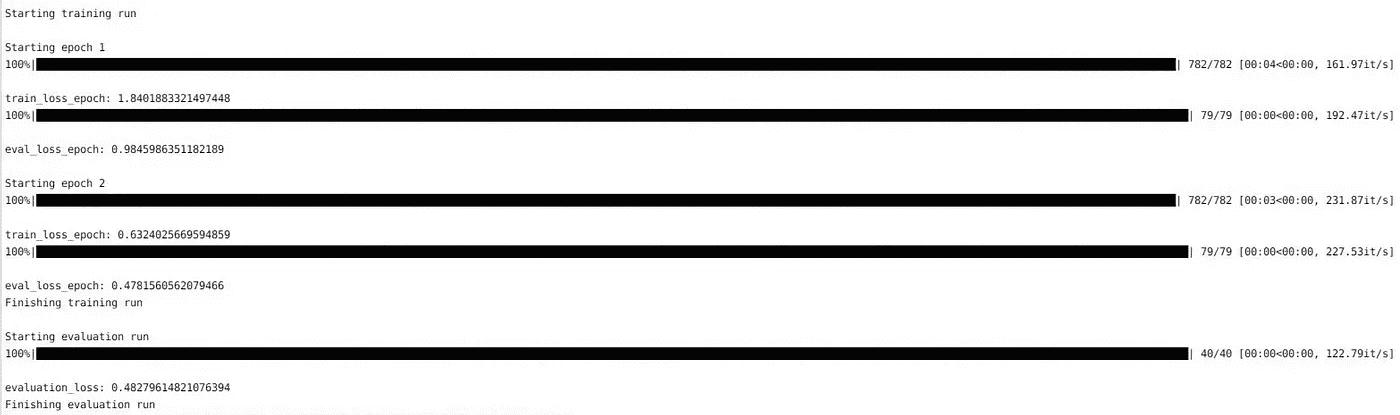 Starting training run
Starting epoch 1
100%| | 782/782 [00:04<00:00, 161.97it/s]
train_loss_epoch: 1.8401883321497448
100%| | 79/79 [00:00<00:00, 192.47it/s]
eval_loss_epoch: 0.9845986351182189
Starting epoch 2
100%| | 782/782 [00:03<00:00, 231.87it/s]
train_loss_epoch: 0.6324025669594859
100%| | 79/79 [00:00<00:00, 227.53it/s]
eval_loss_epoch: 0.4781560562079466
Finishing training run
Starting evaluation run
100%| | 40/40 [00:00<00:00, 122.79it/s]
evaluation_loss: 0.48279614821076394
Finishing evaluation run